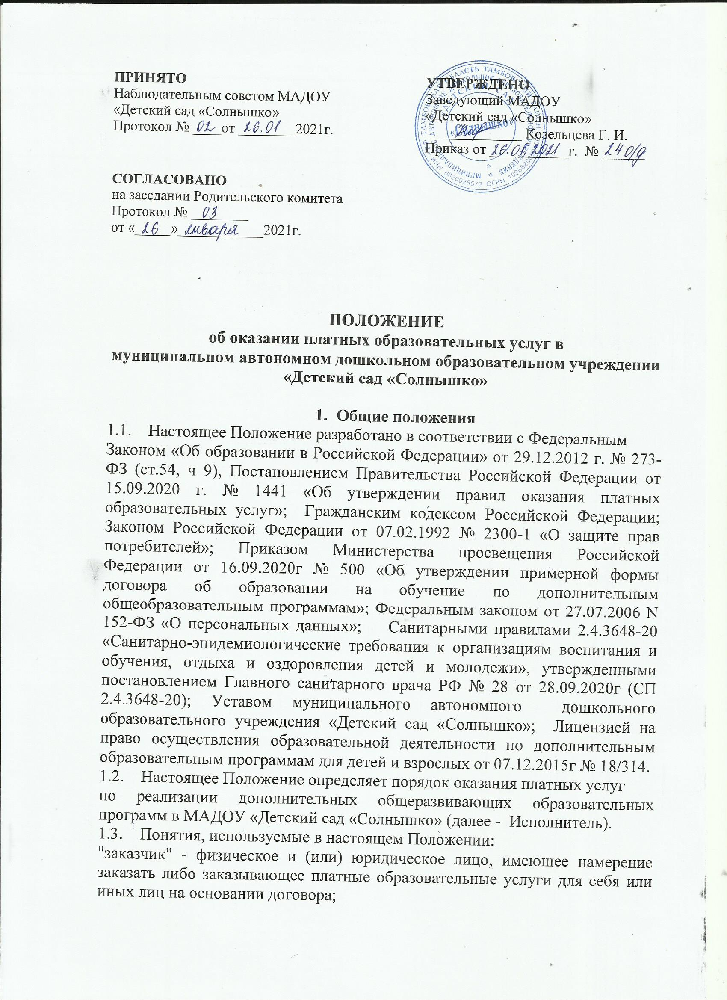 ПРИНЯТО
Наблюдательным советом МАДОУ
«Детский сад «Солнышко»
Протокол № 02 от 26.01 2021г.
УТВЕРЖДЕНО
Заведующий МАДОУ
«Детский сад «Солнышко»
Козельцева Г. И.
Приказ от 26.01.2021 г. № 24 о/д
«СОЛНЫШКО»
ИНН 6820028572 ОГРН
СОГЛАСОВАНО
на заседании Родительского комитета
Протокол № 03
от «26» января 2021г.
ПОЛОЖЕНИЕ
об оказании платных образовательных услуг в
муниципальном автономном дошкольном образовательном учреждении
«Детский сад «Солнышко»
1. Общие положения
1.1. Настоящее Положение разработано в соответствии с Федеральным
Законом «Об образовании в Российской Федерации» от 29.12.2012 г. № 273-
ФЗ (ст.54, ч 9), Постановлением Правительства Российской Федерации от
15.09.2020 г. № 1441 «Об утверждении правил оказания платных
образовательных услуг»; Гражданским кодексом Российской Федерации;
Законом Российской Федерации от 07.02.1992 № 2300-1 «О защите прав
потребителей»; Приказом Министерства просвещения Российской
Федерации от 16.09.2020г № 500 «Об утверждении примерной формы
договора об образовании на обучение по дополнительным
общеобразовательным программам»; Федеральным законом от 27.07.2006 N
152-ФЗ «О персональных данных»; Санитарными правилами 2.4.3648-20
«Санитарно-эпидемиологические требования к организациям воспитания и
обучения, отдыха и оздоровления детей и молодежи», утвержденными
постановлением Главного санитарного врача РФ № 28 от 28.09.2020г (СП
2.4.3648-20); Уставом муниципального автономного дошкольного
образовательного учреждения «Детский сад «Солнышко»; Лицензией на
право осуществления образовательной деятельности по дополнительным
образовательным программам для детей и взрослых от 07.12.2015г № 18/314.
1.2. Настоящее Положение определяет порядок оказания платных услуг
по реализации дополнительных общеразвивающих образовательных
программ в МАДОУ «Детский сад «Солнышко» (далее - Исполнитель).
1.3. Понятия, используемые в настоящем Положении:
"заказчик" - физическое и (или) юридическое лицо, имеющее намерение
заказать либо заказывающее платные образовательные услуги для себя или
иных лиц на основании договора;